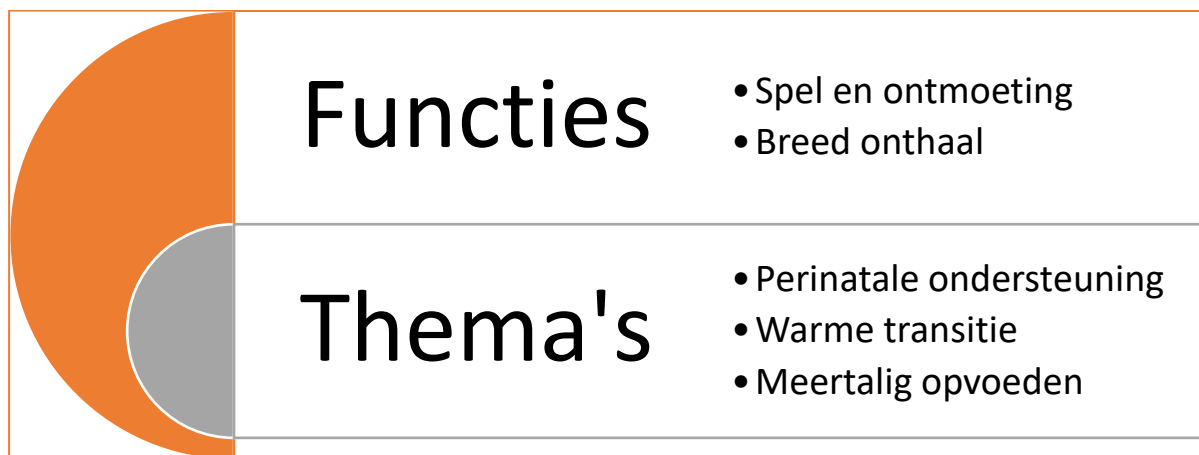 Functies
• Spel en ontmoeting
• Breed onthaal
Thema's
• Perinatale ondersteuning
• Warme transitie
• Meertalig opvoeden